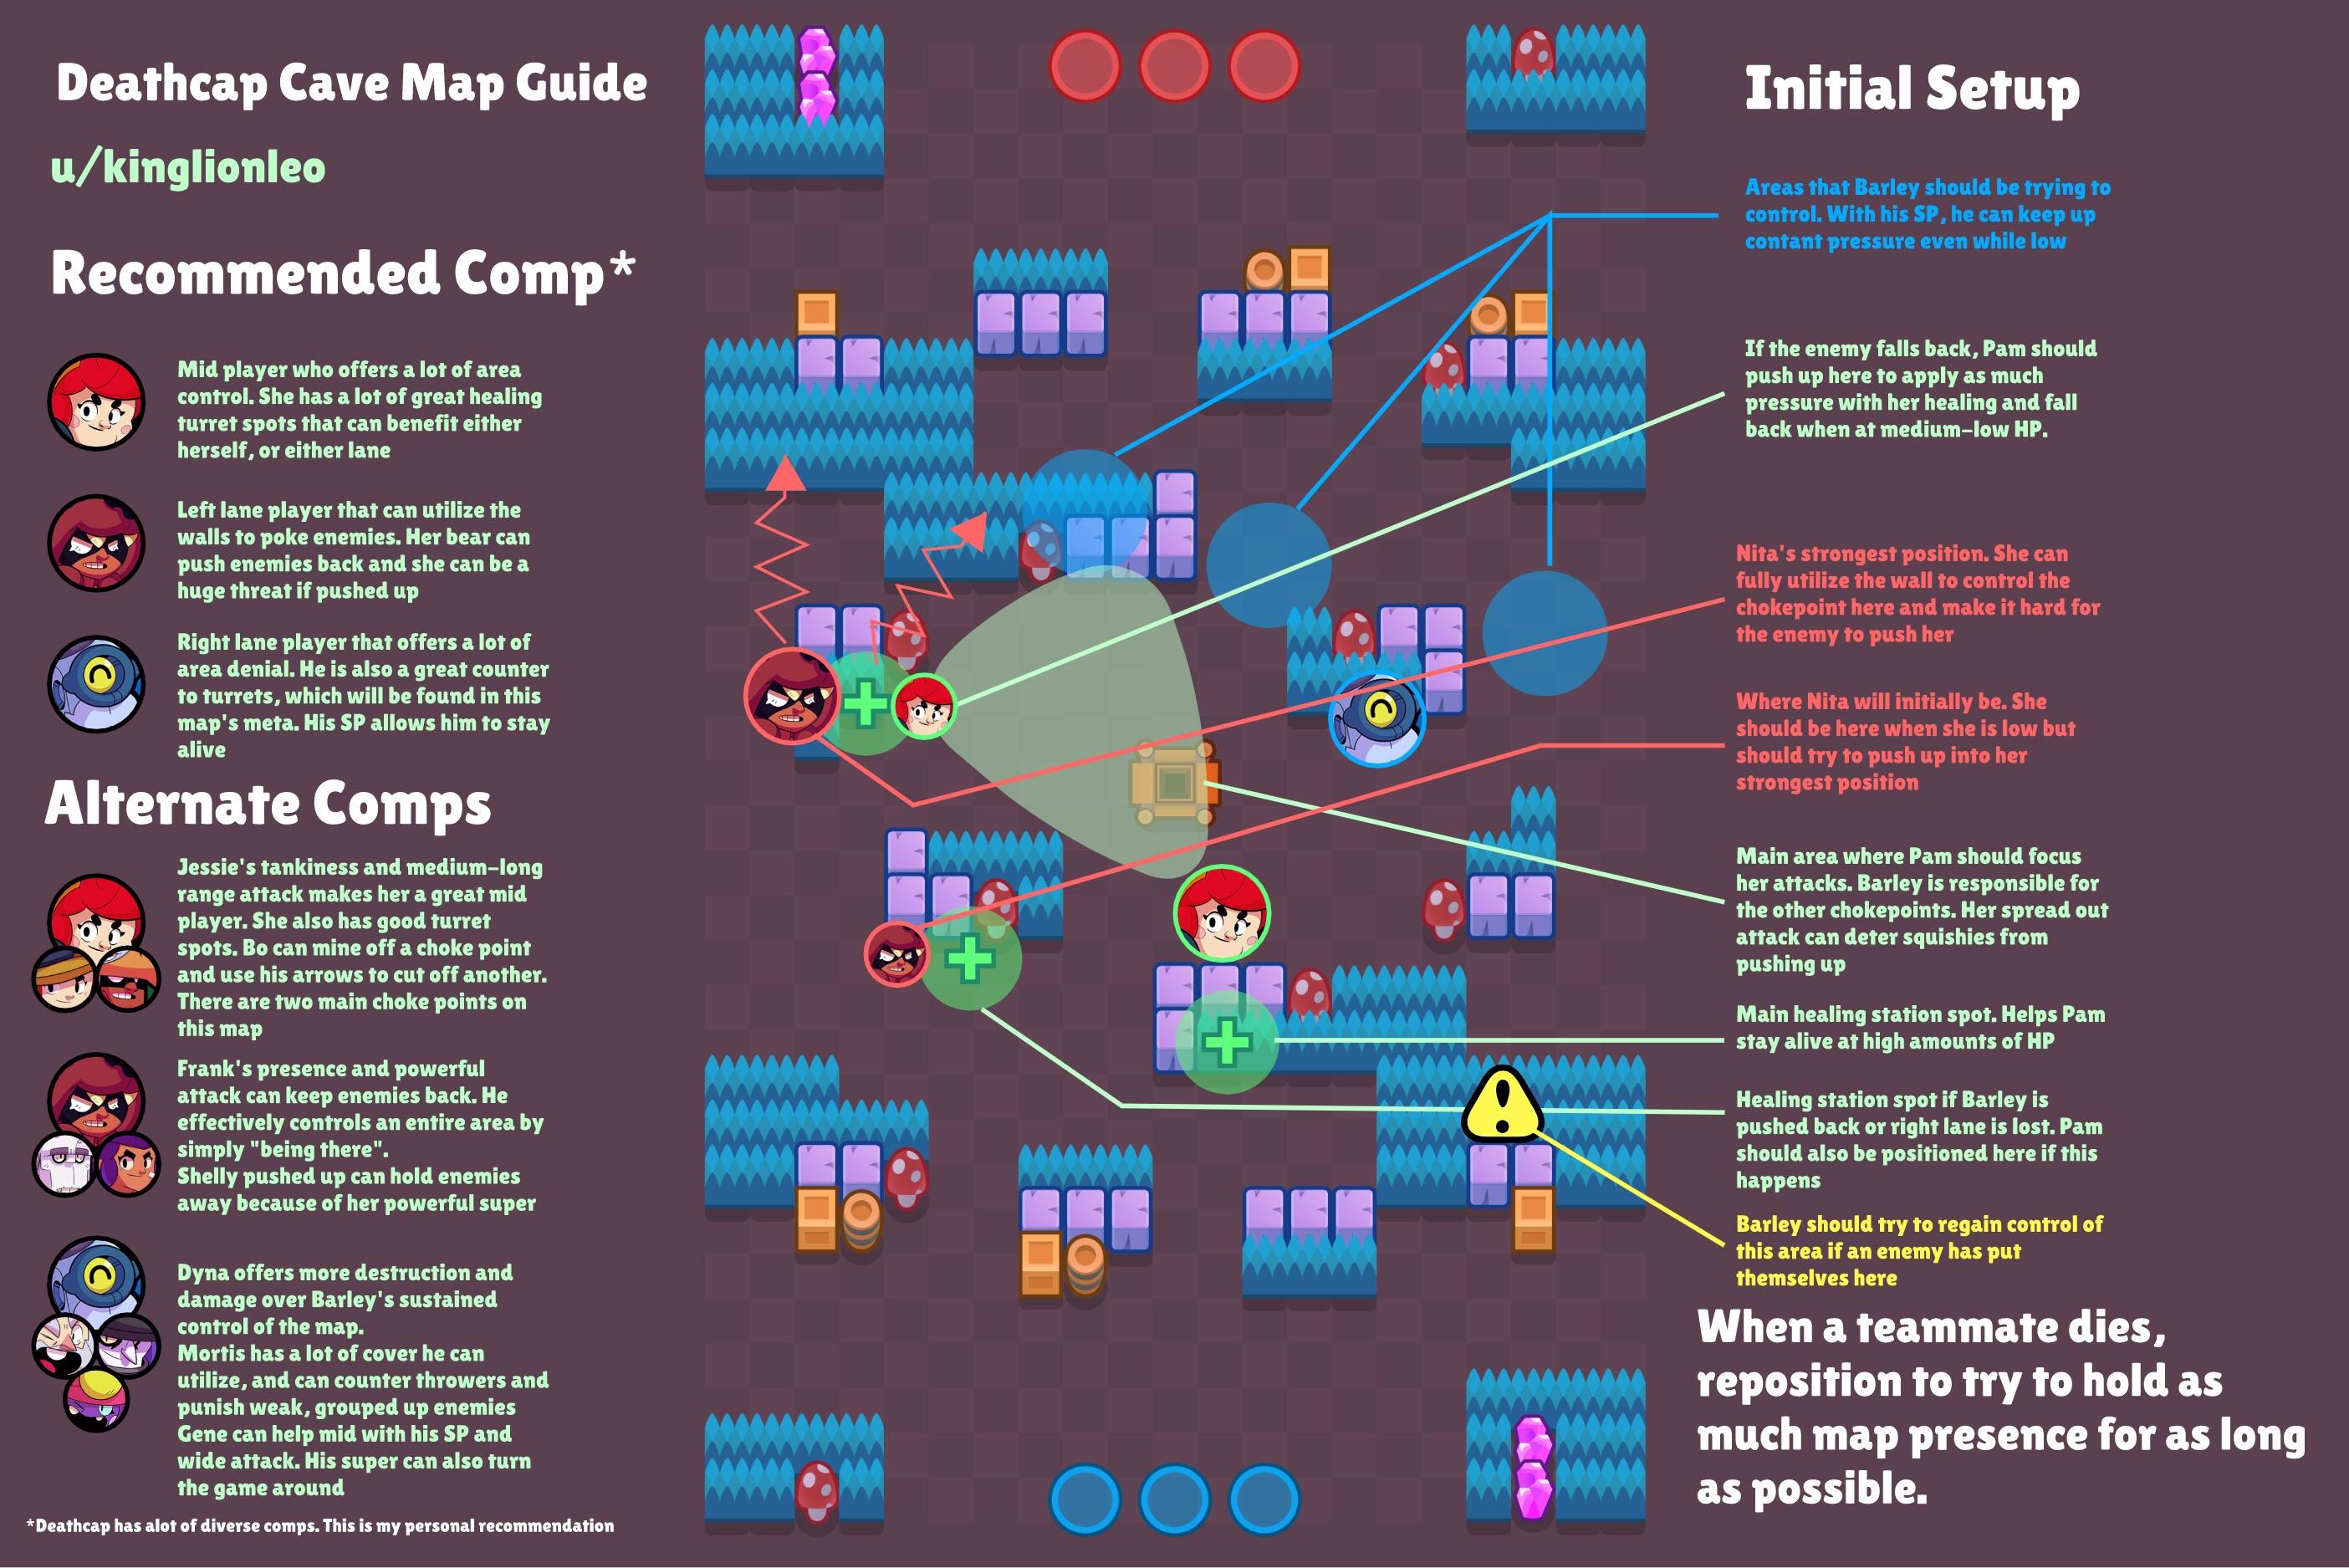 Deathcap Cave Map Guide
u/kinglionleo
Recommended Comp*
Mid player who offers a lot of area
control. She has a lot of great healing
turret spots that can benefit either
herself, or either lane
Left lane player that can utilize the
walls to poke enemies. Her bear can
push enemies back and she can be a
huge threat if pushed up
Right lane player that offers a lot of
area denial. He is also a great counter
to turrets, which will be found in this
map's meta. His SP allows him to stay
alive
Alternate Comps
Jessie's tankiness and medium-long
range attack makes her a great mid
player. She also has good turret
spots. Bo can mine off a choke point
and use his arrows to cut off another.
There are two main choke points on
this map
Frank's presence and powerful
attack can keep enemies back. He
effectively controls an entire area by
simply "being there".
Shelly pushed up can hold enemies
away because of her powerful super
Dyna offers more destruction and
damage over Barley's sustained
control of the map.
Mortis has a lot of cover he can
utilize, and can counter throwers and
punish weak, grouped up enemies
Gene can help mid with his SP and
wide attack. His super can also turn
the game around
*Deathcap has alot of diverse comps. This is my personal recommendation
Initial Setup
Areas that Barley should be trying to
control. With his SP, he can keep up
contant pressure even while low
If the enemy falls back, Pam should
push up here to apply as much
pressure with her healing and fall
back when at medium-low HP.
Nita's strongest position. She can
fully utilize the wall to control the
chokepoint here and make it hard for
the enemy to push her
Where Nita will initially be. She
should be here when she is low but
should try to push up into her
strongest position
Main area where Pam should focus
her attacks. Barley is responsible for
the other chokepoints. Her spread out
attack can deter squishies from
pushing up
Main healing station spot. Helps Pam
stay alive at high amounts of HP
Healing station spot if Barley is
pushed back or right lane is lost. Pam
should also be positioned here if this
happens
Barley should try to regain control of
this area if an enemy has put
themselves here
When a teammate dies,
reposition to try to hold as
much map presence for as long
as possible.